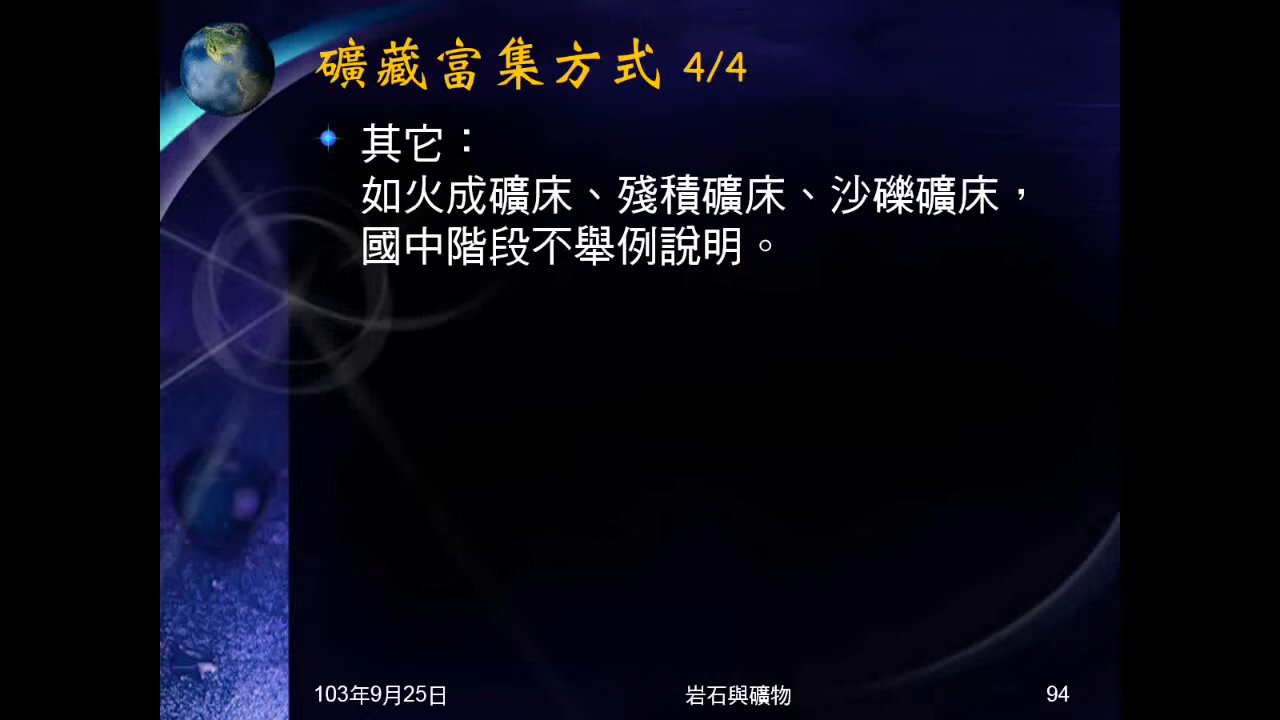 礦藏富集方式 4/4
其它：
如火成礦床、殘積礦床、沙礫礦床，
國中階段不舉例說明。
103年9月25日 岩石與礦物 94